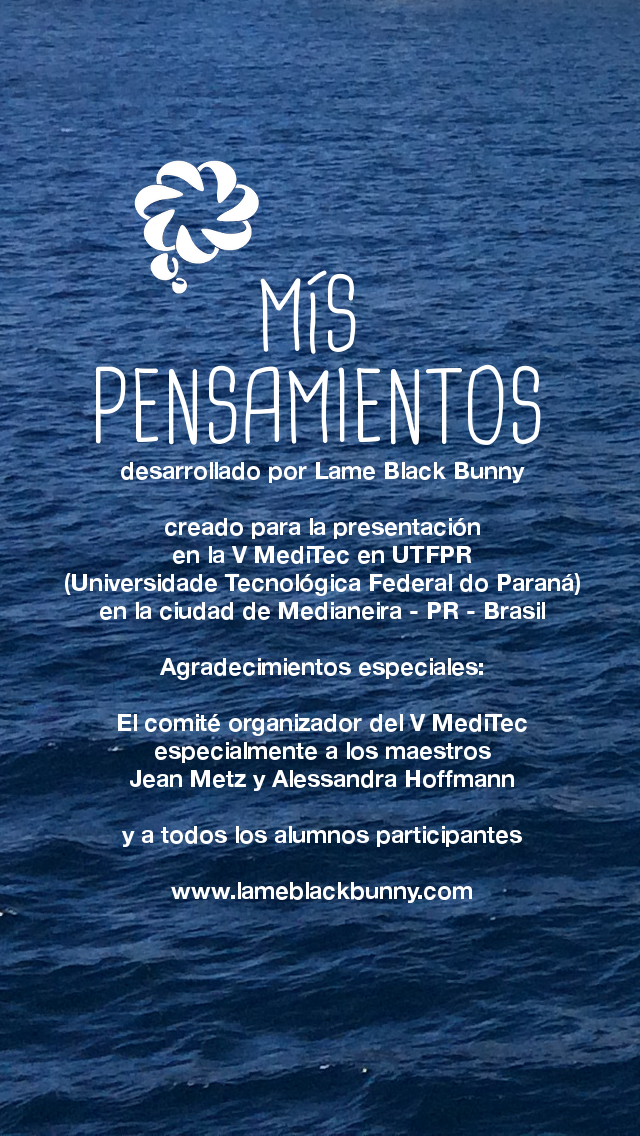 MÍS
PENSAMIENTOS
desarrollado por Lame Black Bunny
creado para la presentación
en la V MediTec en UTFPR
(Universidade Tecnológica Federal do Paraná)
en la ciudad de Medianeira - PR - Brasil
Agradecimientos especiales:
El comité organizador del V MediTec
especialmente a los maestros
Jean Metz y Alessandra Hoffmann
y a todos los alumnos participantes
www.lameblackbunny.com